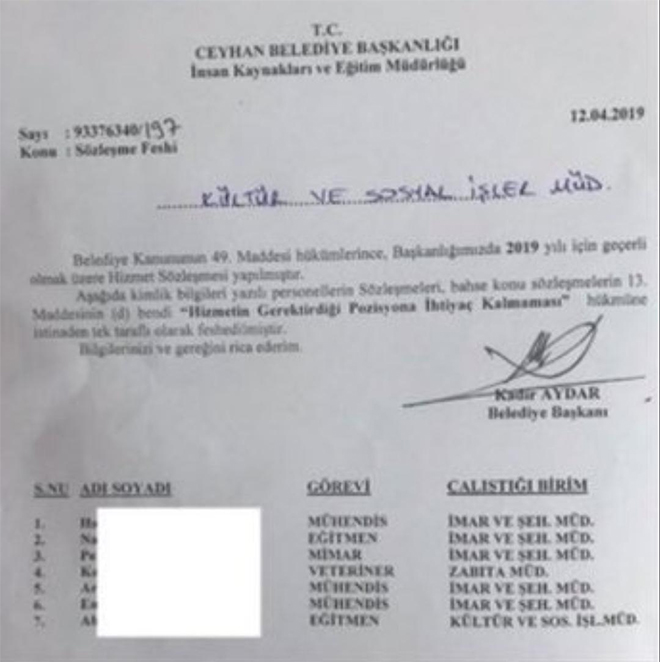 T.C.
CEYHAN BELEDİYE BAŞKANLIĞI
İnsan Kaynakları ve Eğitim Müdürlüğü
12.04.2019
Sayı : 93376340/197
Konu : Sözleşme Feshi
KÜLTÜR VE SOSYAL İŞLER MÜD.
Belediye Kanununun 49. Maddesi hükümlerince, Başkanlığımızda 2019 yılı için geçerli
olmak üzere Hizmet Sözleşmesi yapılmıştır.
Aşağıda kimlik bilgileri yazılı personellerin Sözleşmeleri, bahse konu sözleşmelerin 13.
Maddesinin (d) bendi "Hizmetin Gerektirdiği Pozisyona İhtiyaç Kalmaması" hükmüne
istinaden tek taraflı olarak feshedilmiştir.
Bilgilerinizi ve gereğini rica ederim.
Kadir AYDAR
Belediye Başkanı
S.NU ADI SOYADI GÖREVİ ÇALIŞTIĞI BİRİM
1. MÜHENDİS İMAR VE ŞEH. MÜD.
2. EĞİTMEN İMAR VE ŞEH. MÜD.
3. MİMAR İMAR VE ŞEH. MÜD.
4. VETERİNER ZABITA MÜD.
5. MÜHENDİS İMAR VE ŞEH. MÜD.
6. MÜHENDİS İMAR VE ŞEH. MÜD.
7. EĞİTMEN KÜLTÜR VE SOS. İŞL.MÜD.